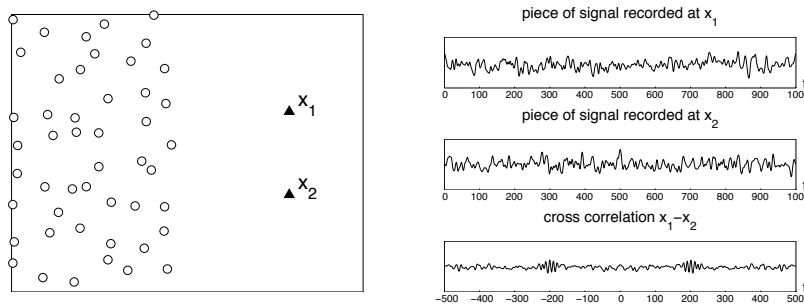 x1
x2
piece of signal recorded at x1
0 100 200 300 400 500 600 700 800 900 1000
t
piece of signal recorded at x2
0 100 200 300 400 500 600 700 800 900 1000
t
cross correlation x1−x2
−500 −400 −300 −200 −100 0 100 200 300 400 500
t